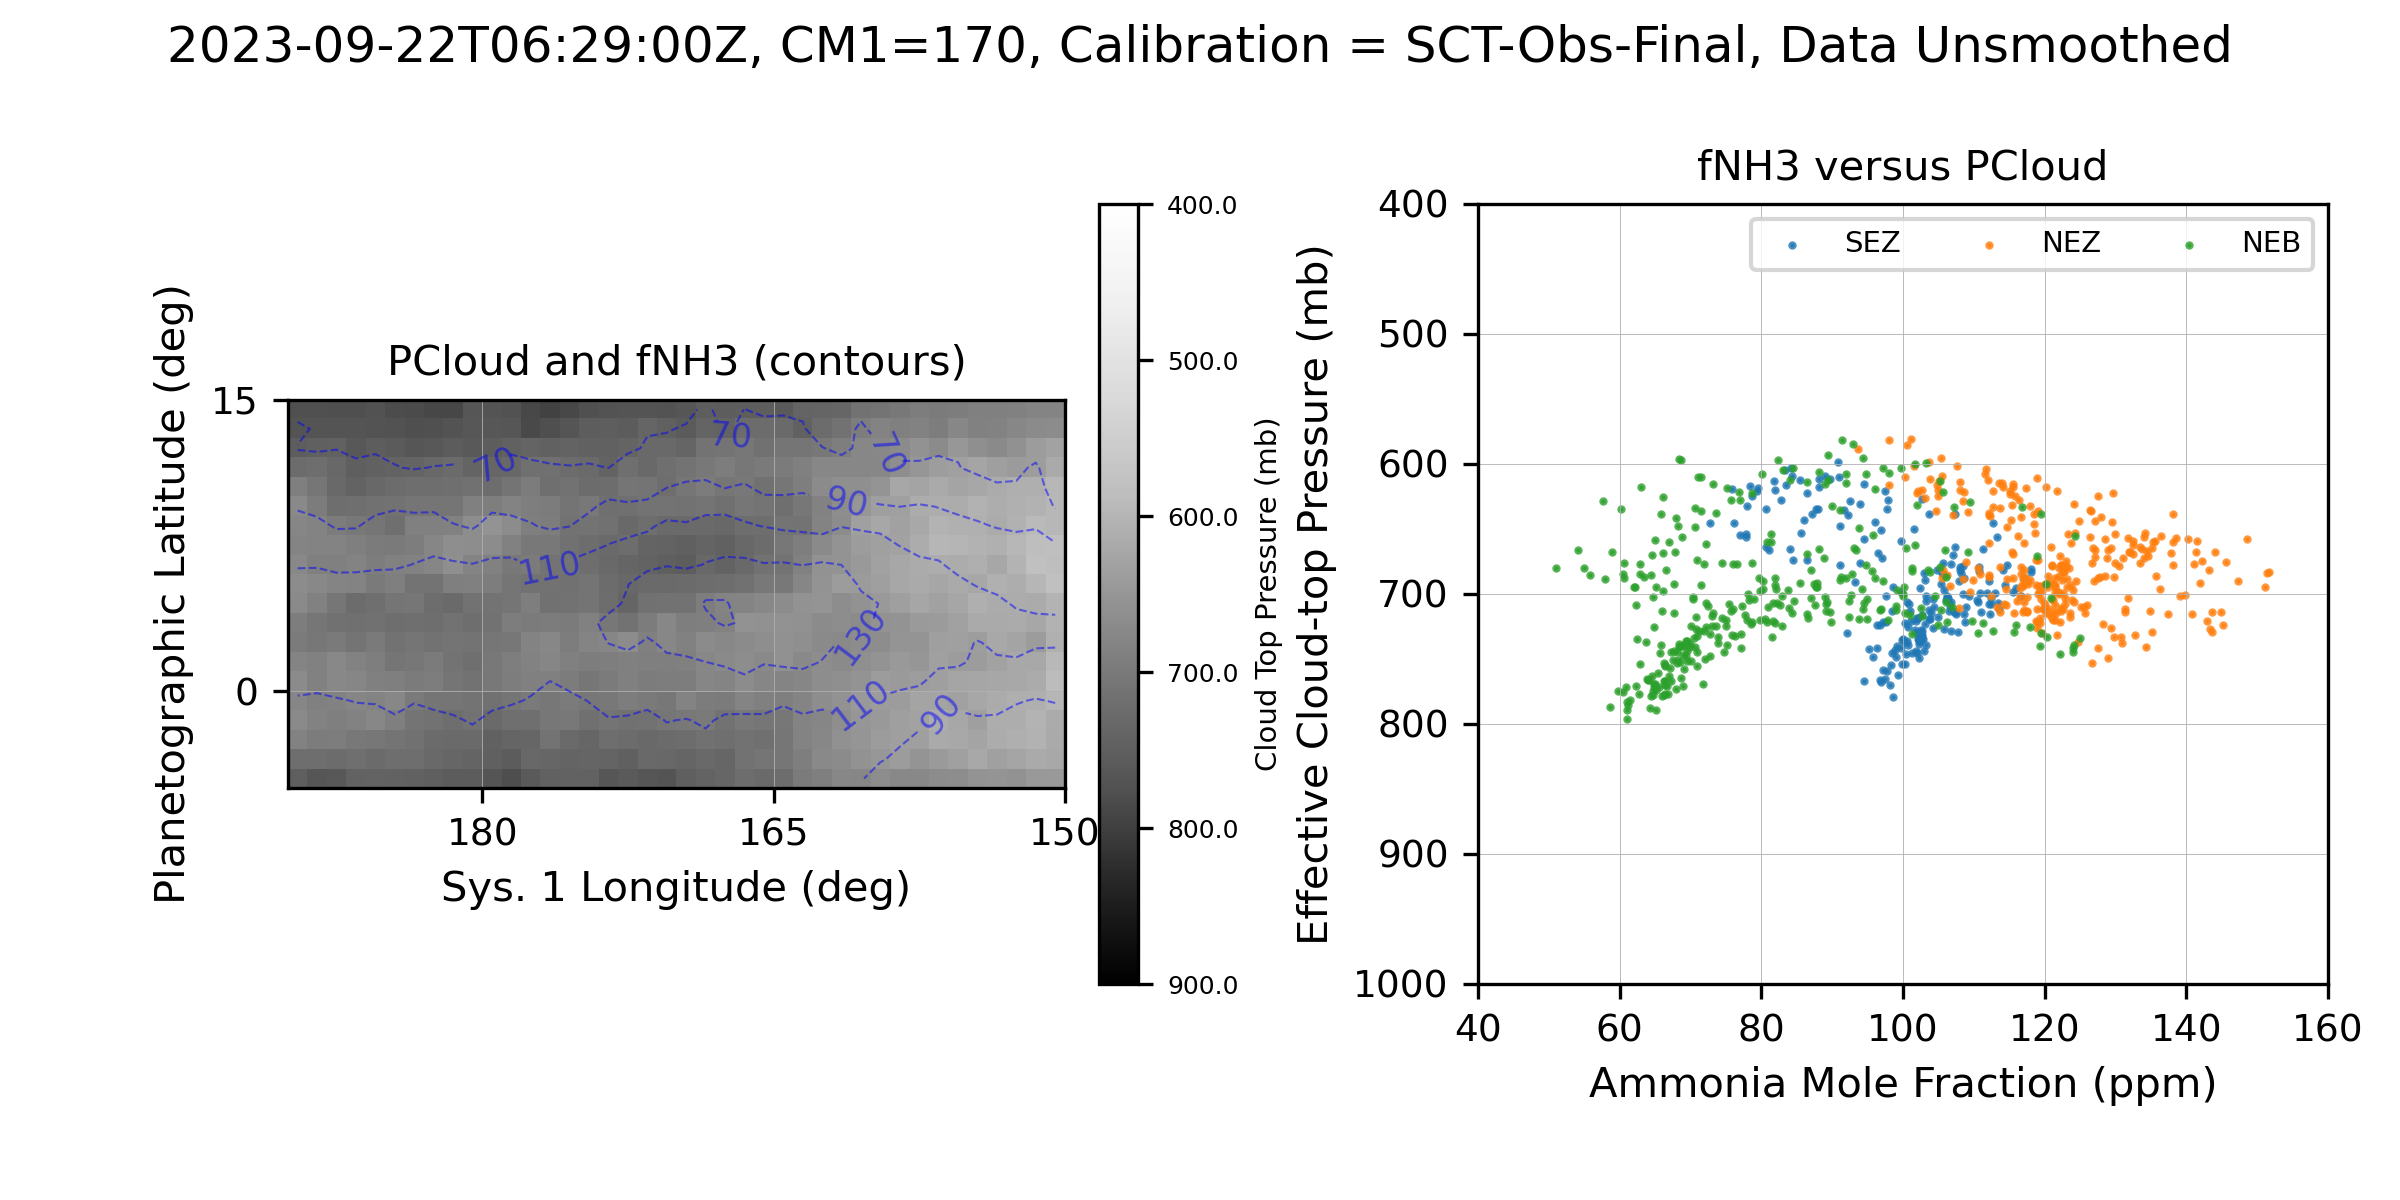 2023-09-22T06:29:00Z, CM1=170, Calibration = SCT-Obs-Final, Data Unsmoothed
PCloud and fNH3 (contours)
Planetographic Latitude (deg)
15
0
70
70
70
90
110
130
110
90
180
165
150
Sys. 1 Longitude (deg)
400.0
500.0
600.0
700.0
800.0
900.0
Cloud Top Pressure (mb)
fNH3 versus PCloud
Effective Cloud-top Pressure (mb)
400
500
600
700
800
900
1000
SEZ NEZ NEB
40 60 80 100 120 140 160
Ammonia Mole Fraction (ppm)